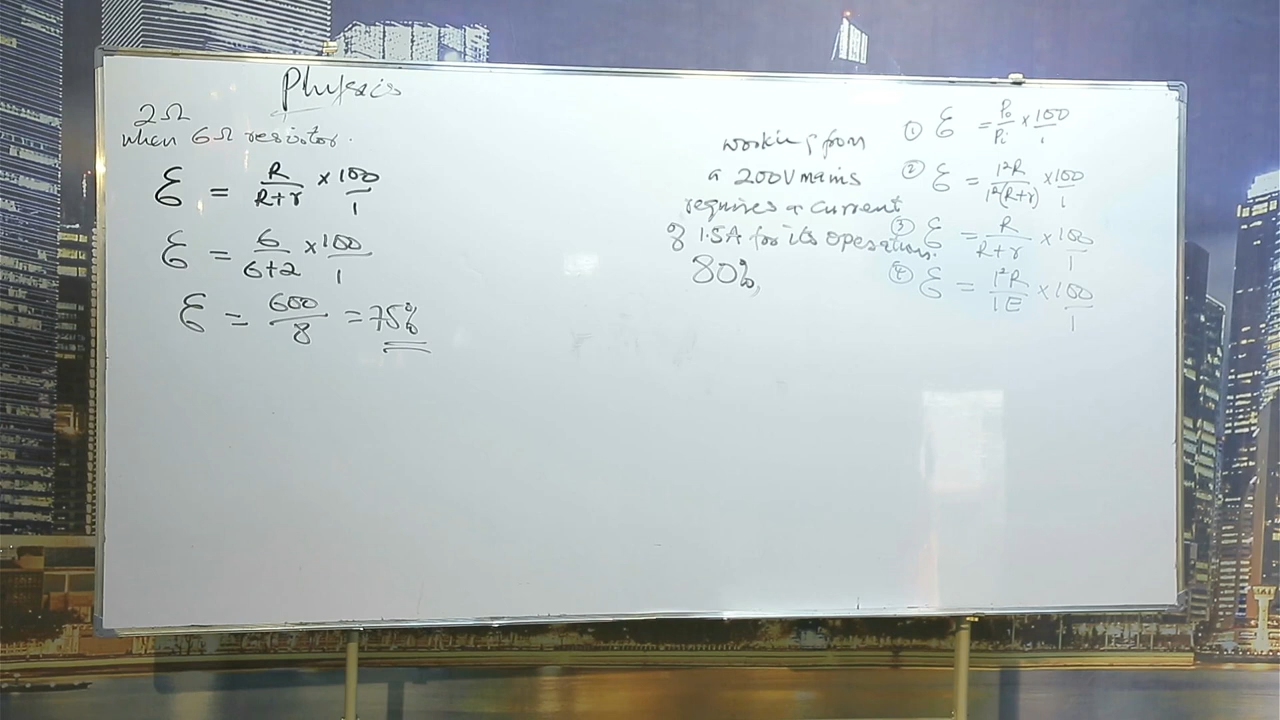 Physics
2Ω
when 6Ω resistor.
ℰ = R/(R+r) × 100/1
ℰ = 6/(6+2) × 100/1
ℰ = 600/8 = 75%
working from
a 200V mains
requires a current
of 1.5A for its operation.
80%
① ℰ = P₀/Pᵢ × 100/1
② ℰ = I²R/I²(R+r) × 100/1
③ ℰ = R/(R+r) × 100/1
④ ℰ = I²R/IE × 100/1